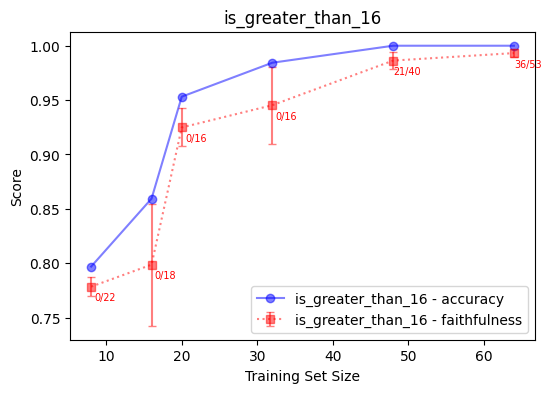 is_greater_than_16
1.00
0.95
0.90
0.85
0.80
0.75
Score
36/53
21/40
0/16
0/16
0/18
0/22
is_greater_than_16 - accuracy
is_greater_than_16 - faithfulness
10 20 30 40 50 60
Training Set Size